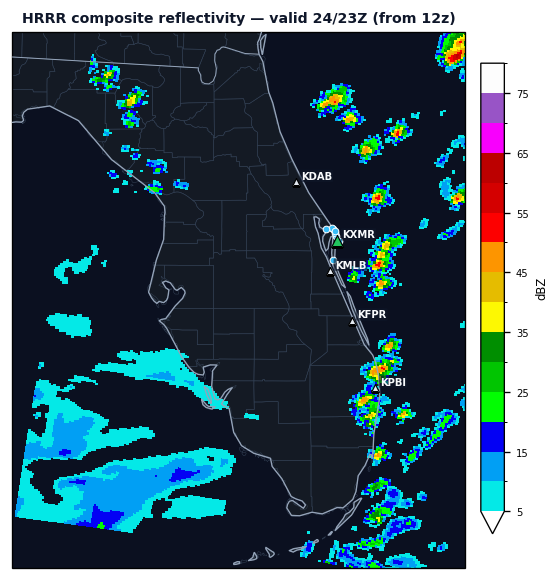 HRRR composite reflectivity — valid 24/23Z (from 12z)
KDAB
KXMR
KMLB
KFPR
KPBI
75
65
55
45
35
25
15
5
dBZ